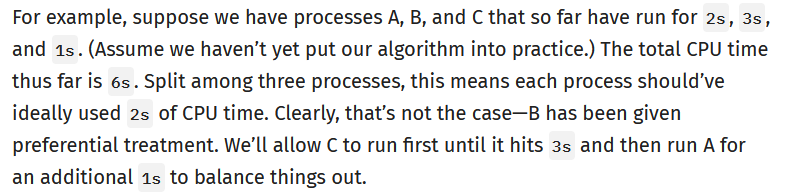 For example, suppose we have processes A, B, and C that so far have run for 2s, 3s,
and 1s. (Assume we haven’t yet put our algorithm into practice.) The total CPU time
thus far is 6s. Split among three processes, this means each process should’ve
ideally used 2s of CPU time. Clearly, that’s not the case—B has been given
preferential treatment. We’ll allow C to run first until it hits 3s and then run A for
an additional 1s to balance things out.